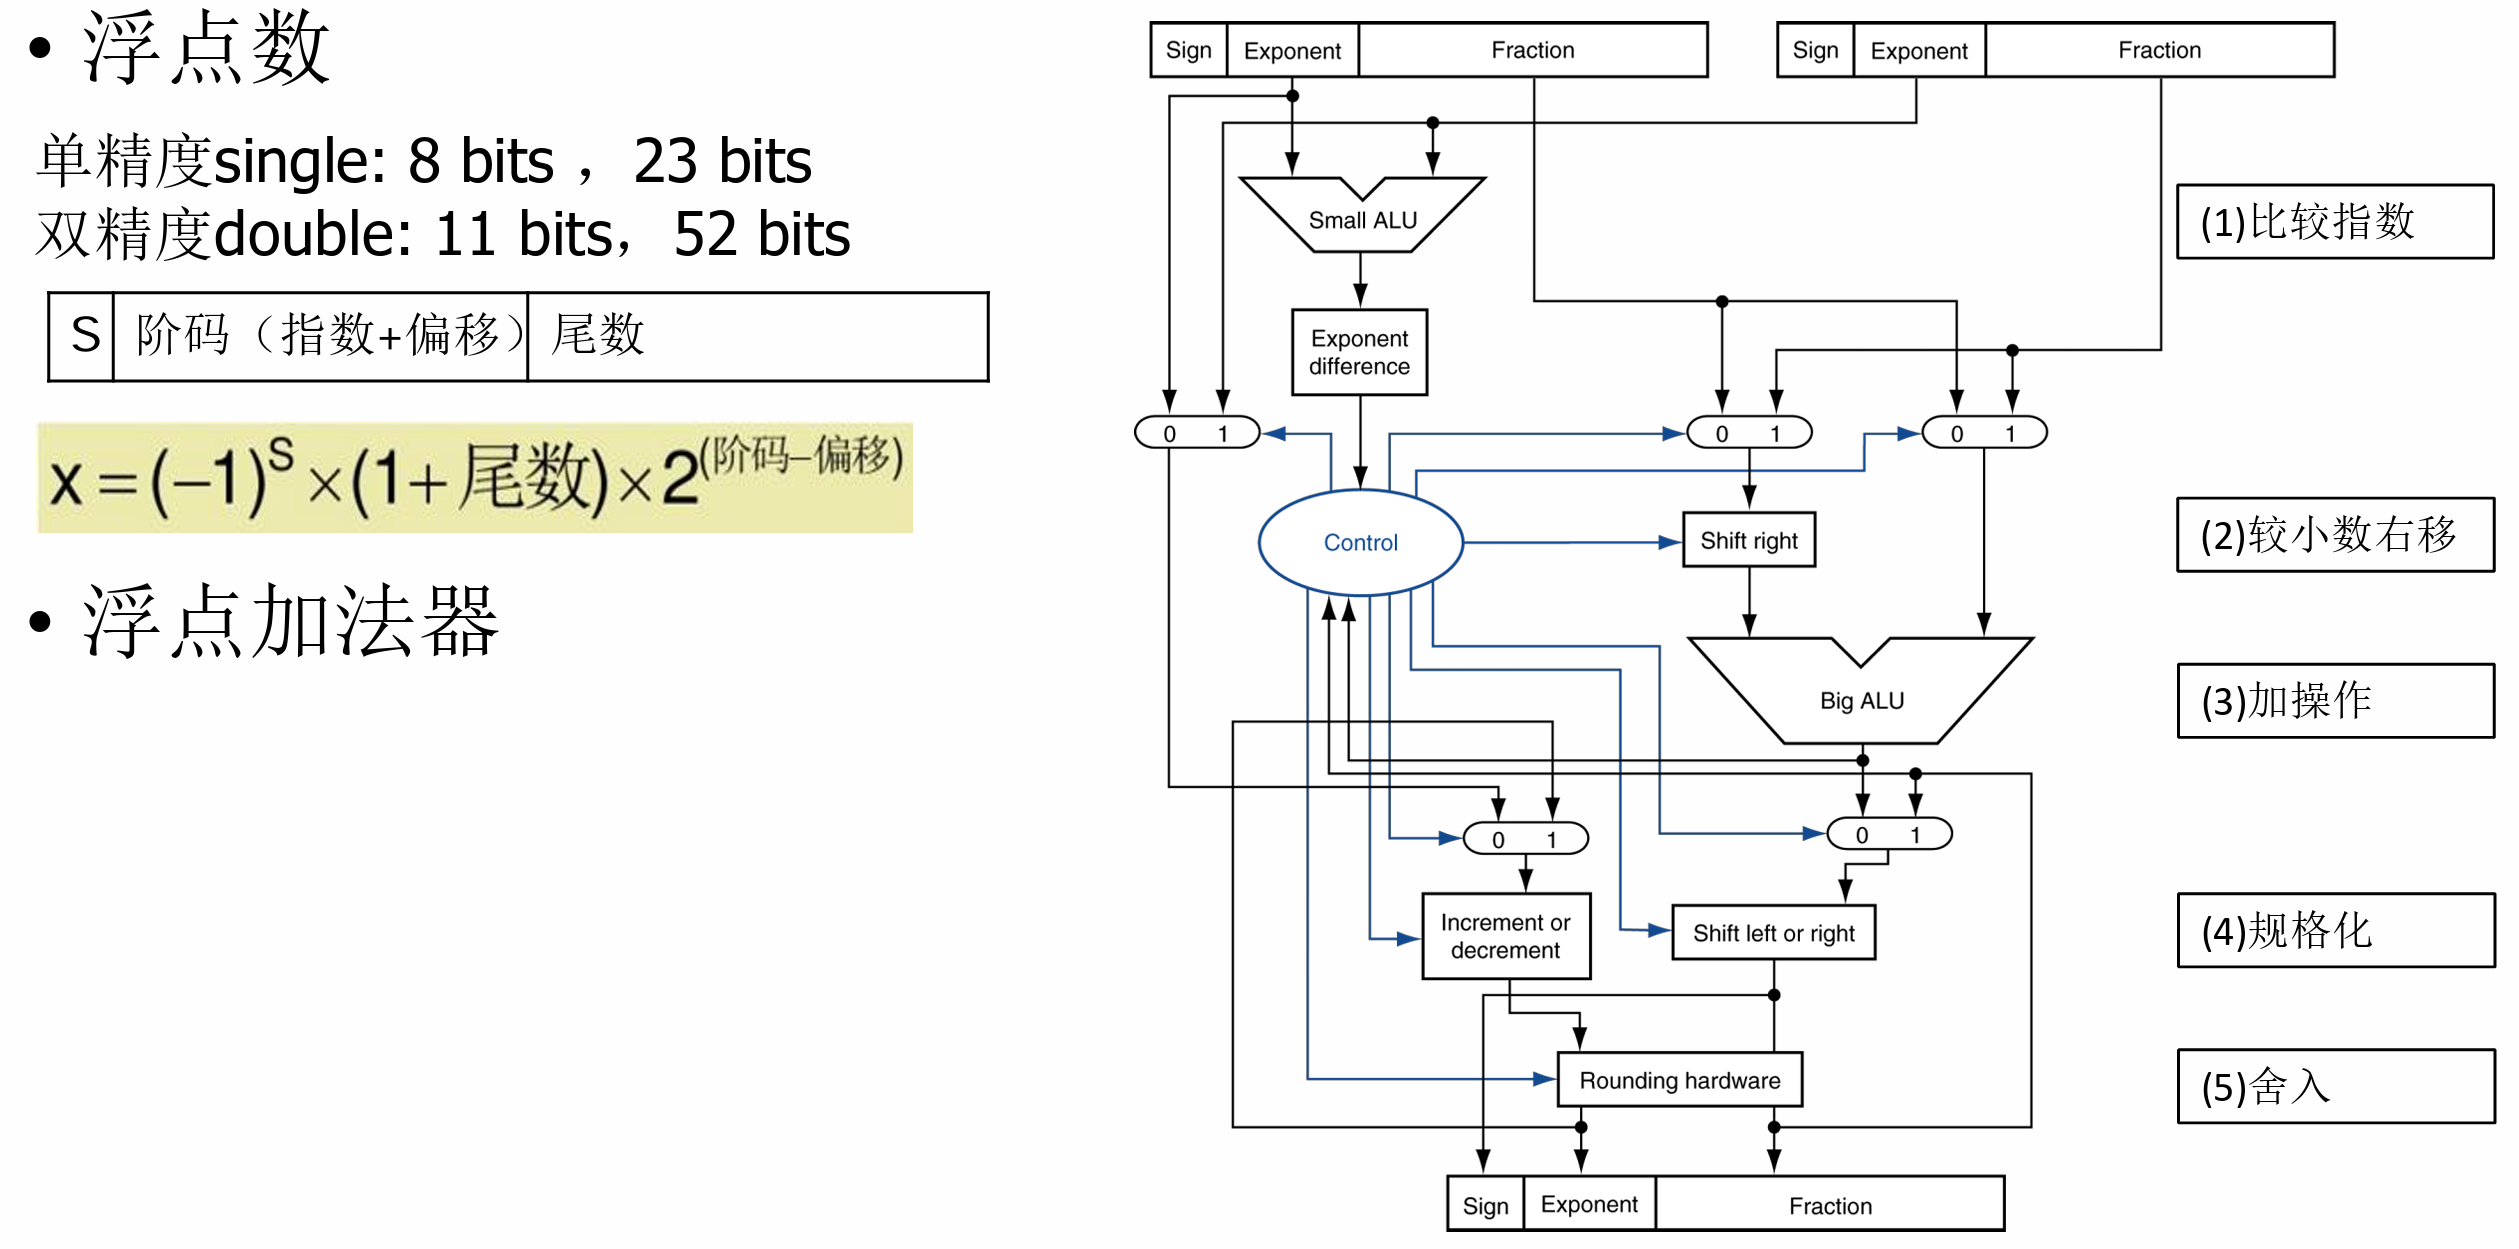 • 浮点数
单精度single: 8 bits ，23 bits
双精度double: 11 bits，52 bits
S 阶码（指数+偏移） 尾数
x = (−1)^S × (1 + 尾数) × 2^(阶码−偏移)
• 浮点加法器
Sign Exponent Fraction
Sign Exponent Fraction
Small ALU
(1)比较指数
Exponent
difference
0 1
0 1
0 1
Control
Shift right
(2)较小数右移
Big ALU
(3)加操作
0 1
0 1
Increment or
decrement
Shift left or right
(4)规格化
Rounding hardware
(5)舍入
Sign Exponent Fraction